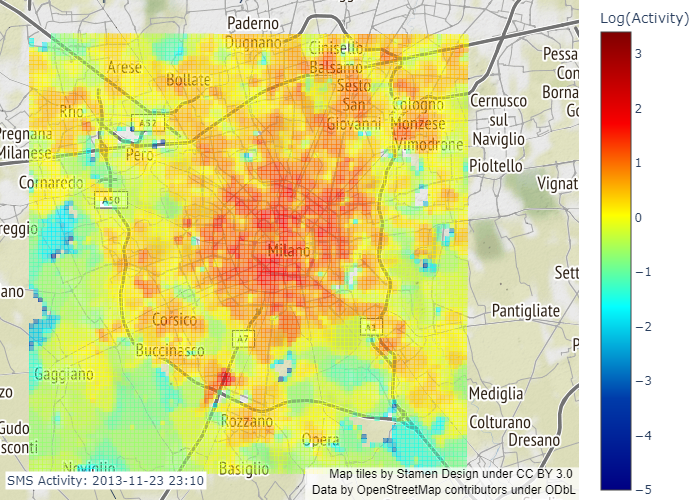 Log(Activity)
Paderno
Dugnano
Cinisello
Balsamo
Arese
Bollate
Sesto
San
Giovanni
Cologno
Monzese
Vimodrone
Cernusco
sul
Naviglio
Pioltello
Pessa
Con
Borna
Go
Rho
A52
Pero
Pregnana
Milanese
Cornaredo
A50
Vignat
reggio
Milano
Sett
ano
Pantigliate
Corsico
A7
A1
Buccinasco
P
Gaggiano
zo
Mediglia
Rozzano
Colturano
Gudo
Opera
Dresano
sconti
Noviglio
Basiglio
SMS Activity: 2013-11-23 23:10
Map tiles by Stamen Design under CC BY 3.0
Data by OpenStreetMap contributors under ODbL
3
2
1
0
−1
−2
−3
−4
−5